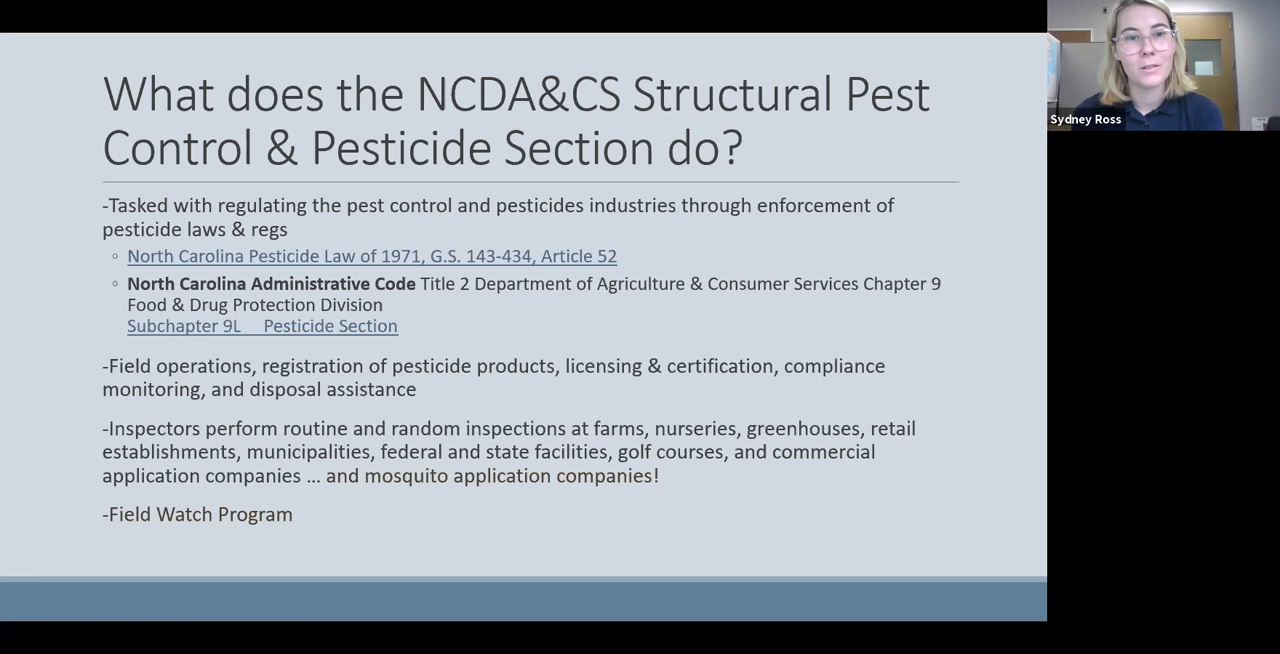 What does the NCDA&CS Structural Pest
Control & Pesticide Section do?
-Tasked with regulating the pest control and pesticides industries through enforcement of
pesticide laws & regs
◦ North Carolina Pesticide Law of 1971, G.S. 143-434, Article 52
◦ North Carolina Administrative Code Title 2 Department of Agriculture & Consumer Services Chapter 9
Food & Drug Protection Division
Subchapter 9L Pesticide Section
-Field operations, registration of pesticide products, licensing & certification, compliance
monitoring, and disposal assistance
-Inspectors perform routine and random inspections at farms, nurseries, greenhouses, retail
establishments, municipalities, federal and state facilities, golf courses, and commercial
application companies … and mosquito application companies!
-Field Watch Program
Sydney Ross